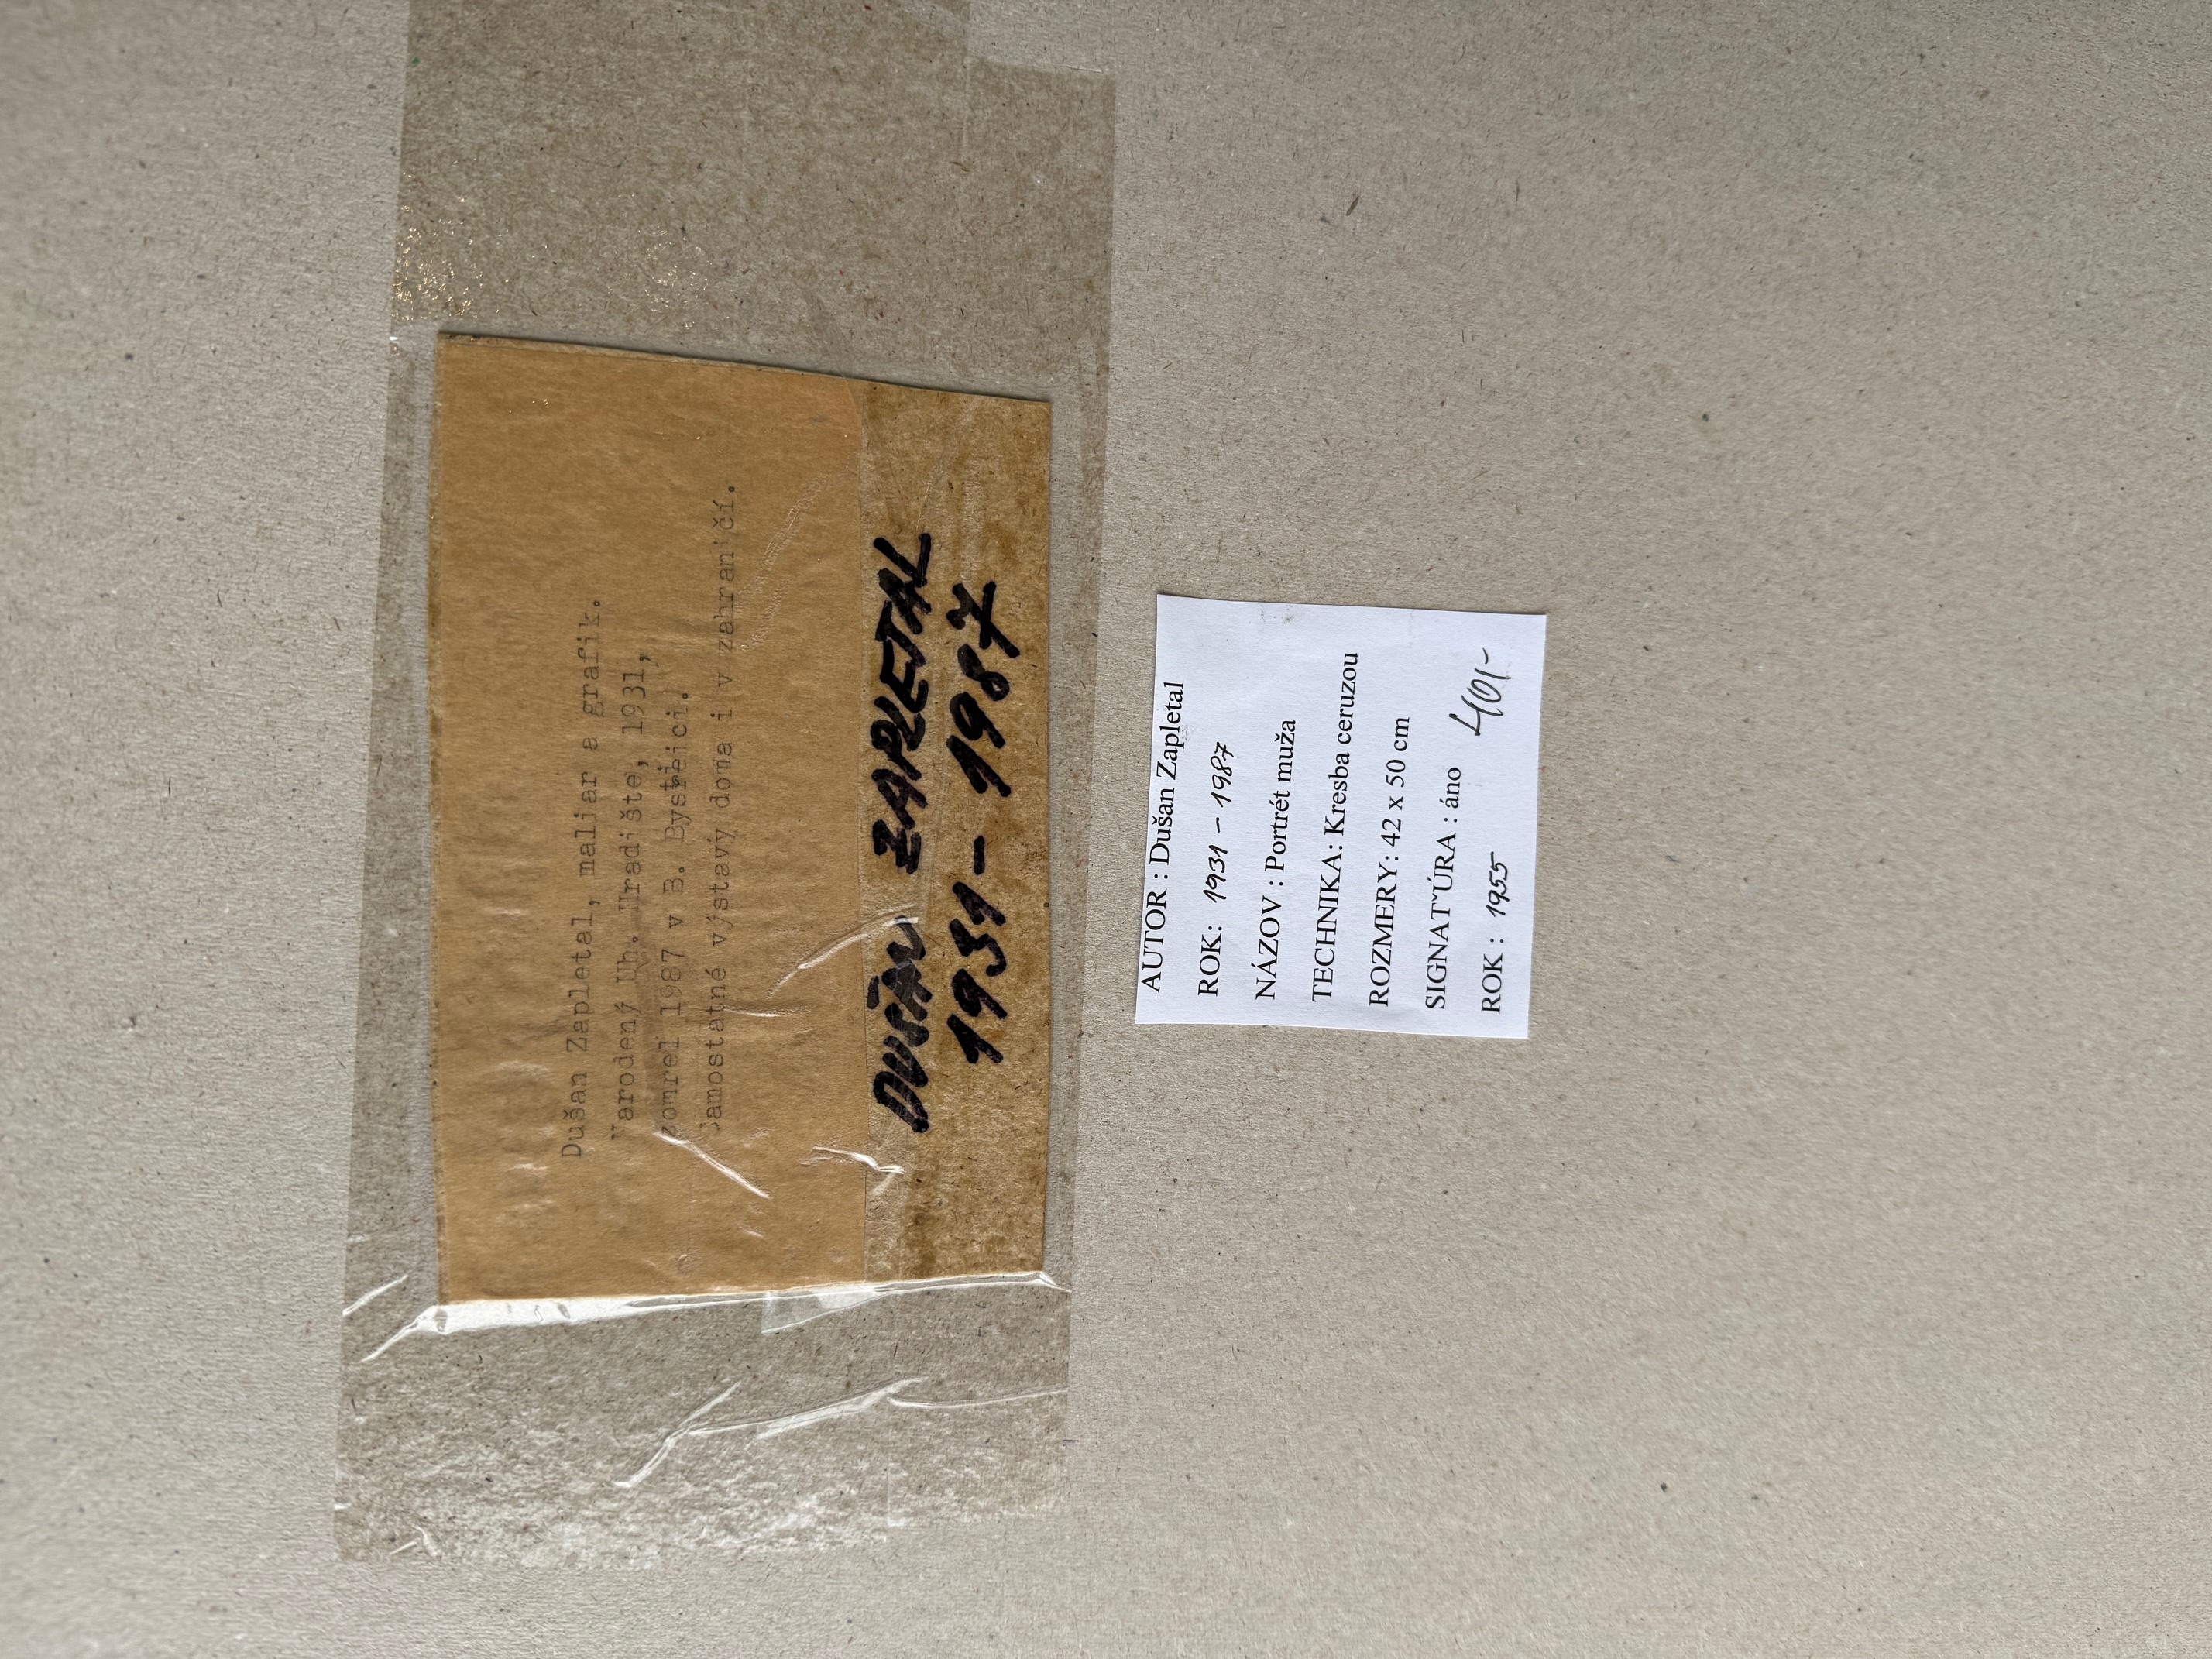 Dušan Zapletal, maliar a grafik.
Narodený Uh. Hradište, 1931,
zomrel 1987 v B. Bystrici.
Samostatné výstavy doma i v zahraničí.
DUŠAN ZAPLETAL
1931 - 1987
AUTOR : Dušan Zapletal
ROK: 1931 - 1987
NÁZOV : Portrét muža
TECHNIKA: Kresba ceruzou
ROZMERY: 42 x 50 cm
SIGNATˇÚRA : áno
ROK : 1955 401-